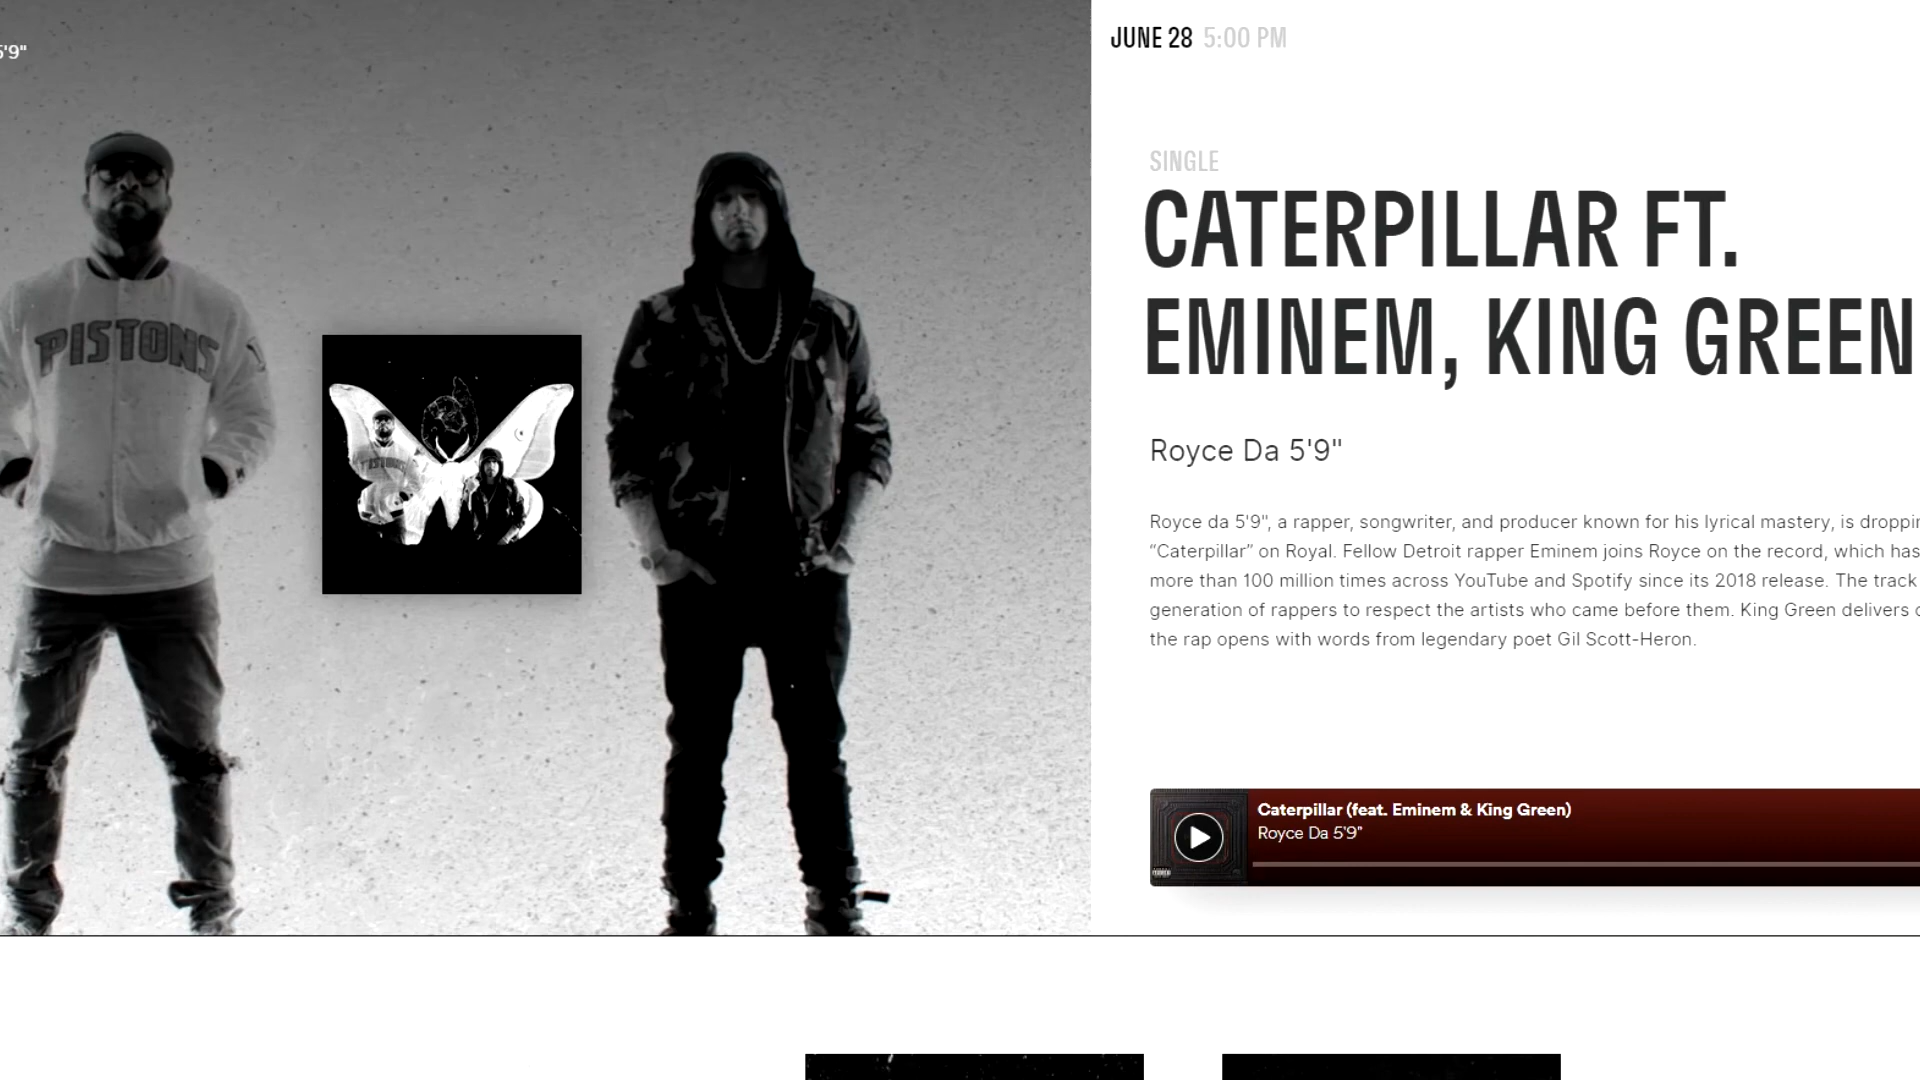 5'9"
PISTONS
JUNE 28 5:00 PM
SINGLE
CATERPILLAR FT.
EMINEM, KING GREEN
Royce Da 5'9"
Royce da 5'9", a rapper, songwriter, and producer known for his lyrical mastery, is
“Caterpillar” on Royal. Fellow Detroit rapper Eminem joins Royce on the record, which has
more than 100 million times across YouTube and Spotify since its 2018 release. The track
generation of rappers to respect the artists who came before them. King Green delivers
the rap opens with words from legendary poet Gil Scott-Heron.
Caterpillar (feat. Eminem & King Green)
Royce Da 5'9"